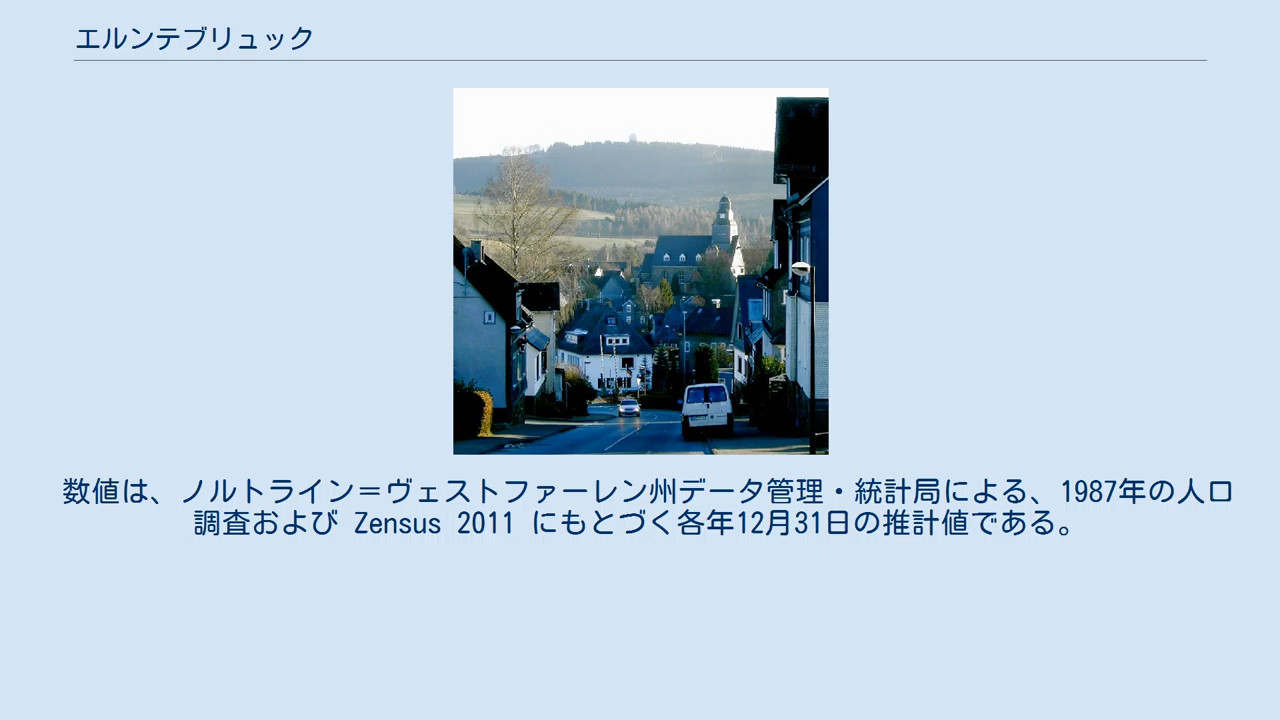 エルンテブリュック
数値は、ノルトライン＝ヴェストファーレン州データ管理・統計局による、1987年の人口
調査および Zensus 2011 にもとづく各年12月31日の推計値である。